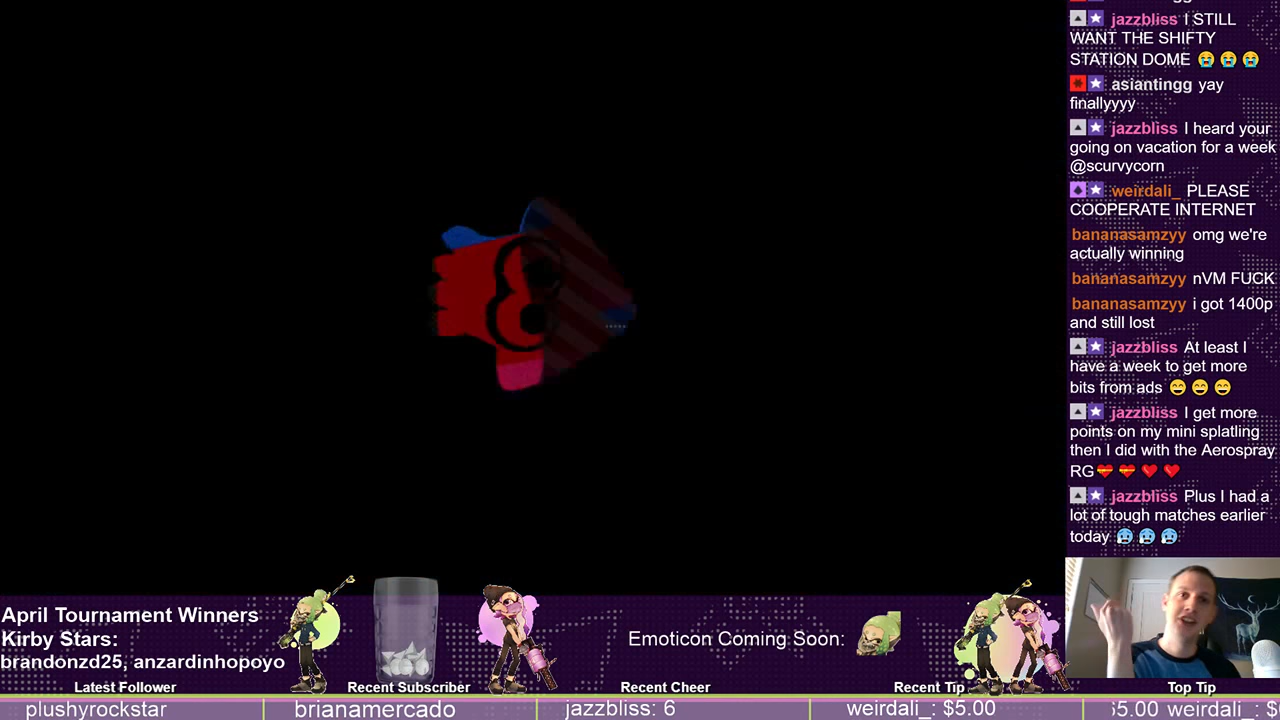 jazzbliss I STILL
WANT THE SHIFTY
STATION DOME 😭 😭 😭
asiantingg yay
finallyyyy
jazzbliss I heard your
going on vacation for a week
@scurvycorn
weirdali_ PLEASE
COOPERATE INTERNET
bananasamzyy omg we're
actually winning
bananasamzyy nVM FUCK
bananasamzyy i got 1400p
and still lost
jazzbliss At least I
have a week to get more
bits from ads 😄 😄 😄
jazzbliss I get more
points on my mini splatling
then I did with the Aerospray
RG💝 💝 ❤️ ❤️
jazzbliss Plus I had a
lot of tough matches earlier
today 🥶 🥶 🥶
April Tournament Winners
Kirby Stars:
brandonzd25, anzardinhopoyo
Emoticon Coming Soon:
Latest Follower
Recent Subscriber
Recent Cheer
Recent Tip
Top Tip
plushyrockstar
brianamercado
jazzbliss: 6
weirdali_: $5.00
$5.00 weirdali_: $